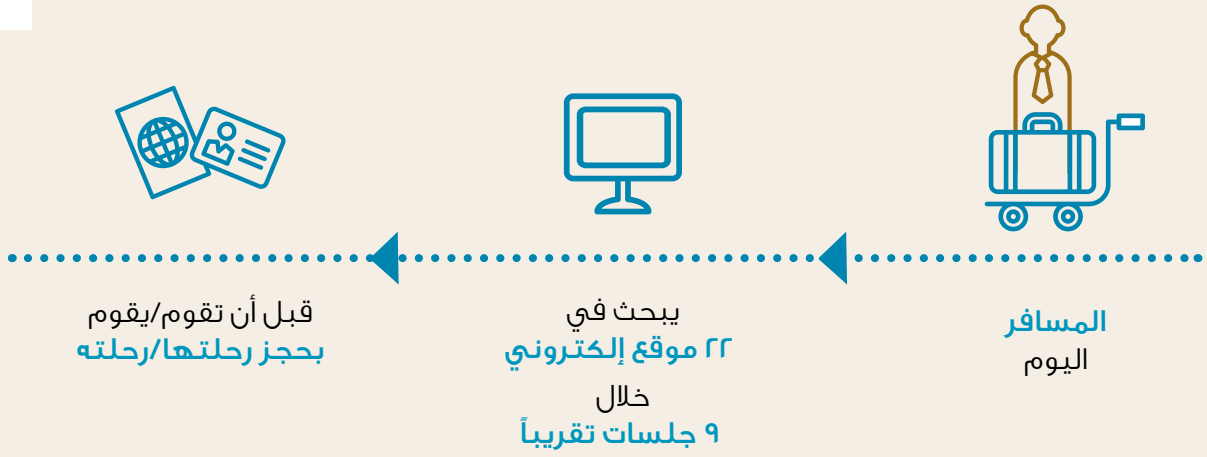 المسافر
اليوم
يبحث في
٢٢ موقع إلكتروني
خلال
٩ جلسات تقريباً
قبل أن تقوم/يقوم
بحجز رحلتها/رحلته